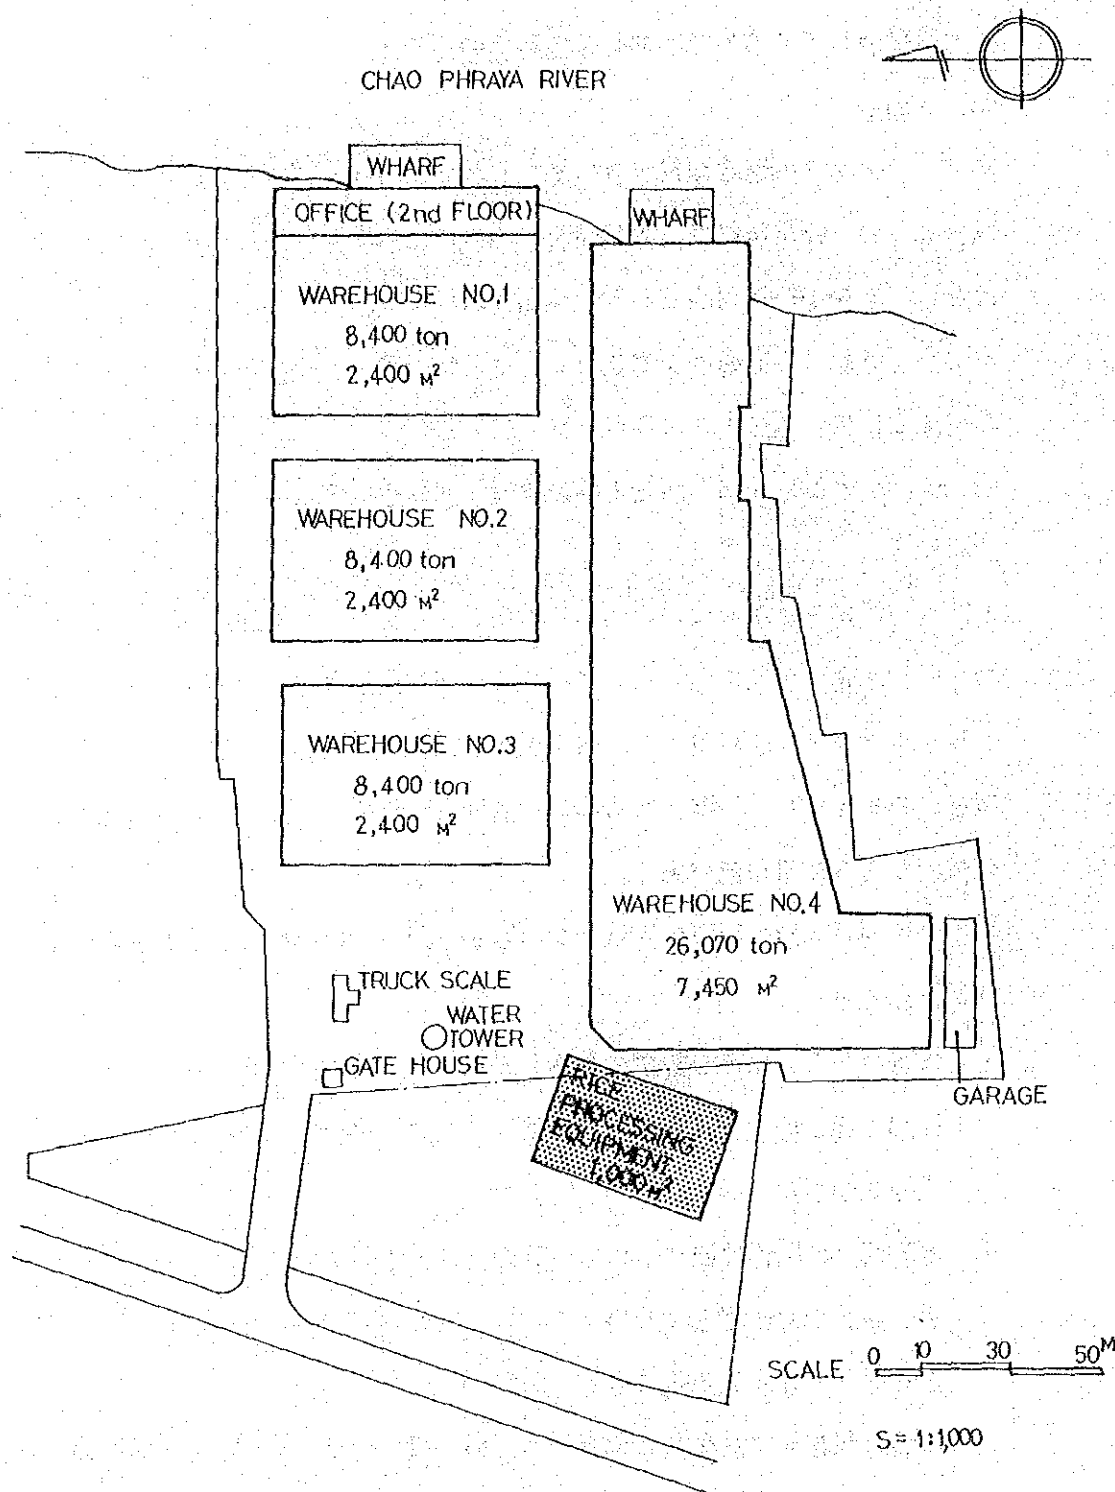 CHAO PHRAYA RIVER
WHARF
OFFICE (2nd FLOOR)
WHARF
WAREHOUSE NO.1
8,400 ton
2,400 M²
WAREHOUSE NO.2
8,400 ton
2,400 M²
WAREHOUSE NO.3
8,400 ton
2,400 M²
WAREHOUSE NO.4
26,070 ton
7,450 M²
TRUCK SCALE
WATER
TOWER
GATE HOUSE
GARAGE
RICE
PROCESSING
EQUIPMENT
1,000 M²
SCALE 0 10 30 50M
S= 1:1,000